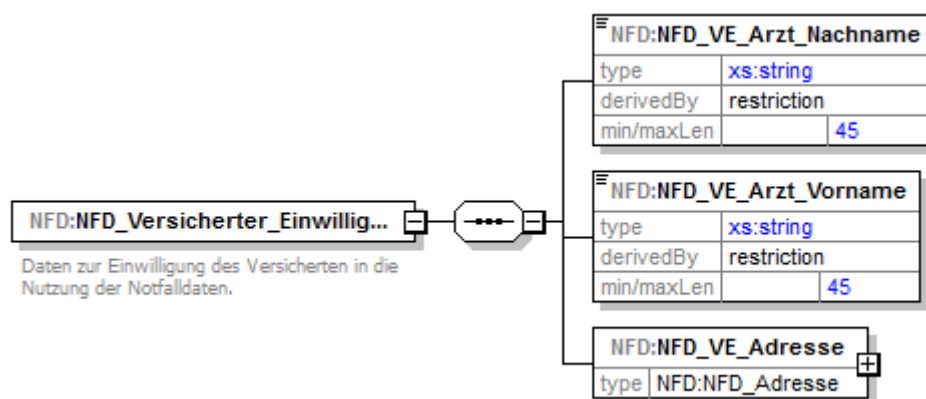 NFD:NFD_VE_Arzt_Nachname
type xs:string
derivedBy restriction
min/maxLen 45
NFD:NFD_VE_Arzt_Vorname
type xs:string
derivedBy restriction
min/maxLen 45
NFD:NFD_Versicherter_Einwillig...
Daten zur Einwilligung des Versicherten in die
Nutzung der Notfalldaten.
NFD:NFD_VE_Adresse
type NFD:NFD_Adresse